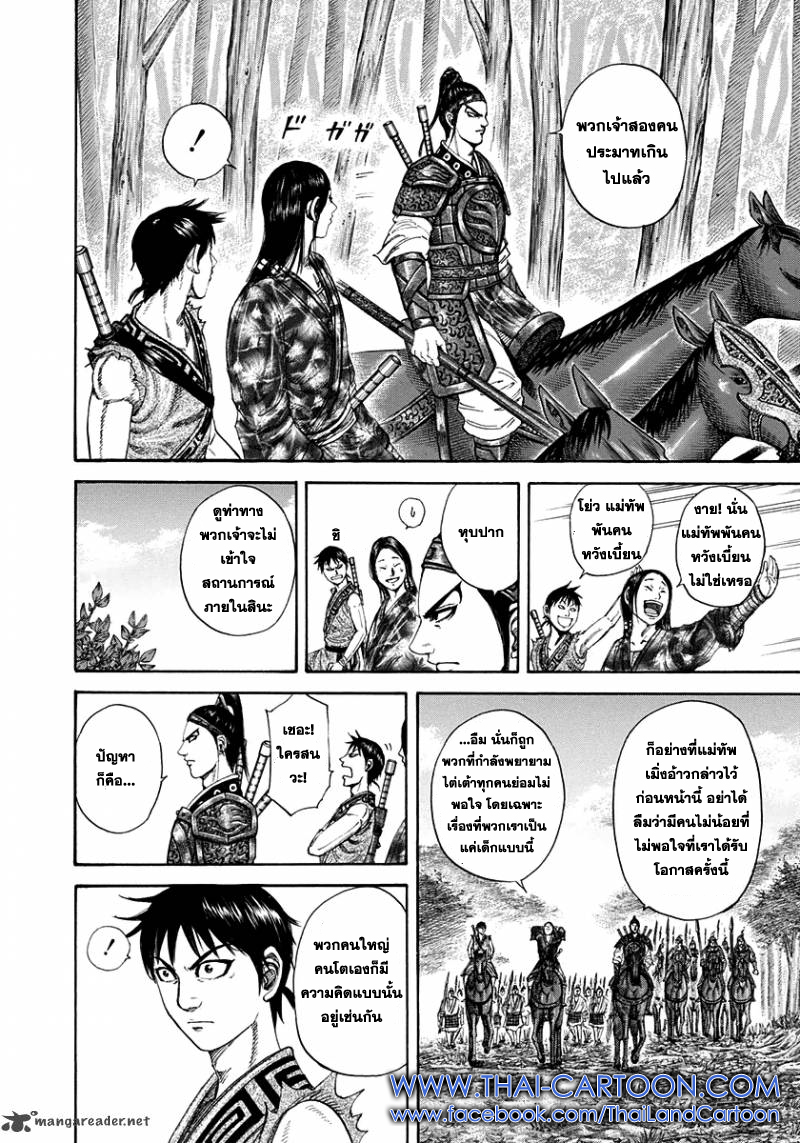 พวกเจ้าสองคน
ประมาทเกิน
ไปแล้ว
ド ガガ
!
งาย! นั่น
แม่ทัพพันคน
หวังเบี้ยน
ไม่ใช่เหรอ
โย่ว แม่ทัพ
พันคน
หวังเบี้ยน
หุบปาก
ชิ
ดูท่าทาง
พวกเจ้าจะไม่
เข้าใจ
สถานการณ์
ภายในสินะ
ก็อย่างที่แม่ทัพ
เมิ่งอ้าวกล่าวไว้
ก่อนหน้านี้ อย่าได้
ลืมว่ามีคนไม่น้อยที่
ไม่พอใจที่เราได้รับ
โอกาสครั้งนี้
...อืม นั่นก็ถูก
พวกที่กำลังพยายาม
ไต่เต้าทุกคนย่อมไม่
พอใจ โดยเฉพาะ
เรื่องที่พวกเราเป็น
แค่เด็กแบบนี้
เชอะ!
ใครสน
วะ!
ปัญหา
ก็คือ...
พวกคนใหญ่
คนโตเองก็มี
ความคิดแบบนั้น
อยู่เช่นกัน
!
WWW.THAI-CARTOON.COM
www.facebook.com/ThaiLandCartoon
mangareader.net